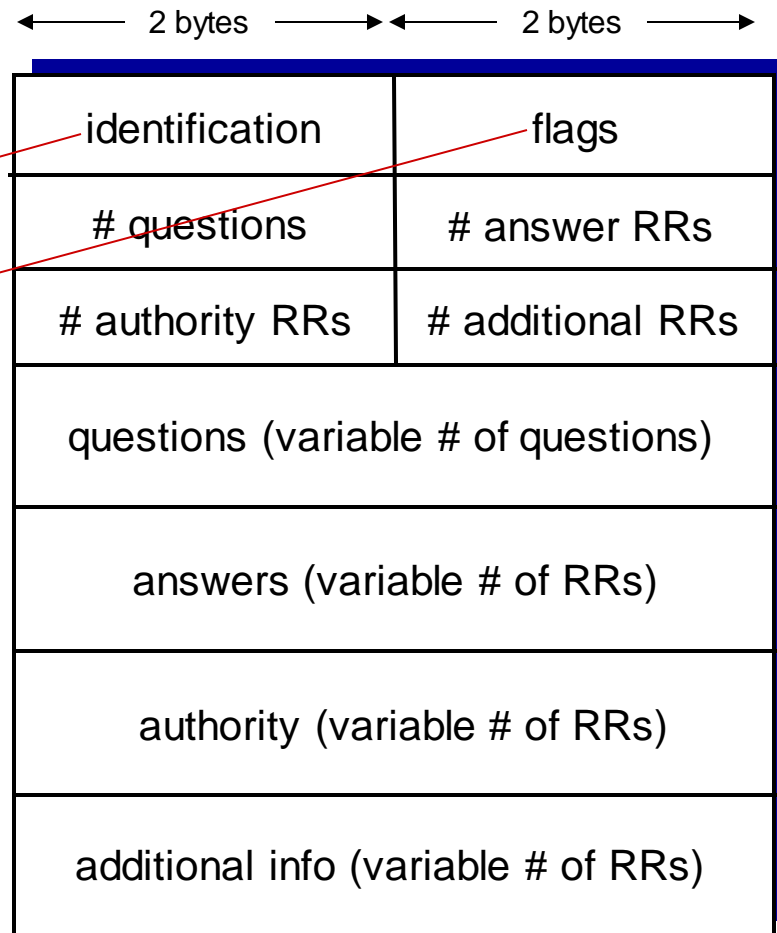 2 bytes 2 bytes
identification flags
# questions # answer RRs
# authority RRs # additional RRs
questions (variable # of questions)
answers (variable # of RRs)
authority (variable # of RRs)
additional info (variable # of RRs)